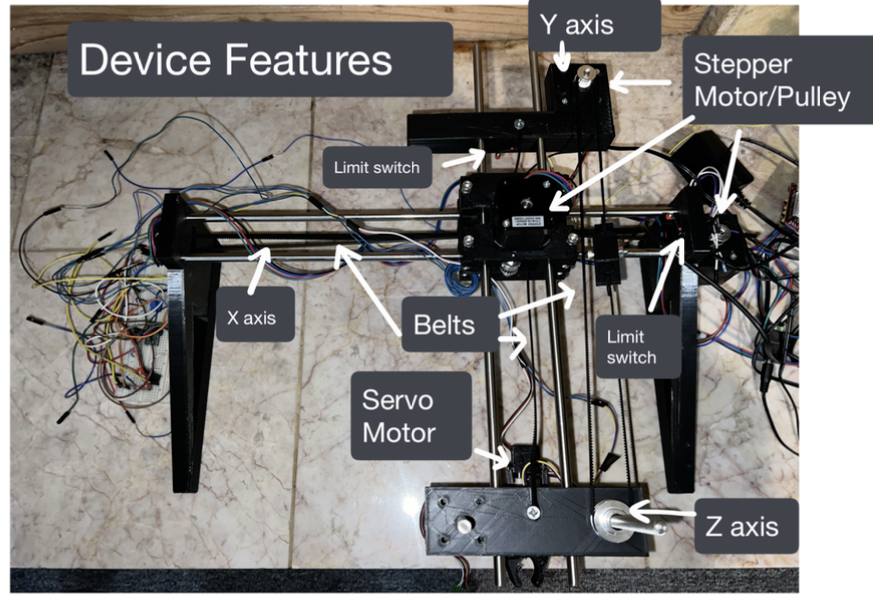 Device Features
Y axis
Stepper
Motor/Pulley
Limit switch
X axis
Belts
Limit
switch
Servo
Motor
Z axis